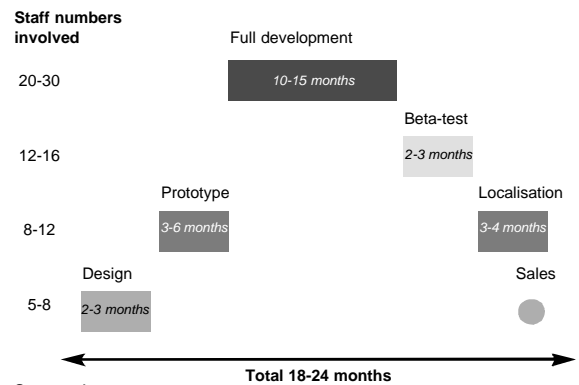 Staff numbers
involved
Full development
20-30
10-15 months
Beta-test
12-16
2-3 months
Prototype
Localisation
8-12
3-6 months
3-4 months
Design
Sales
5-8
2-3 months
Total 18-24 months